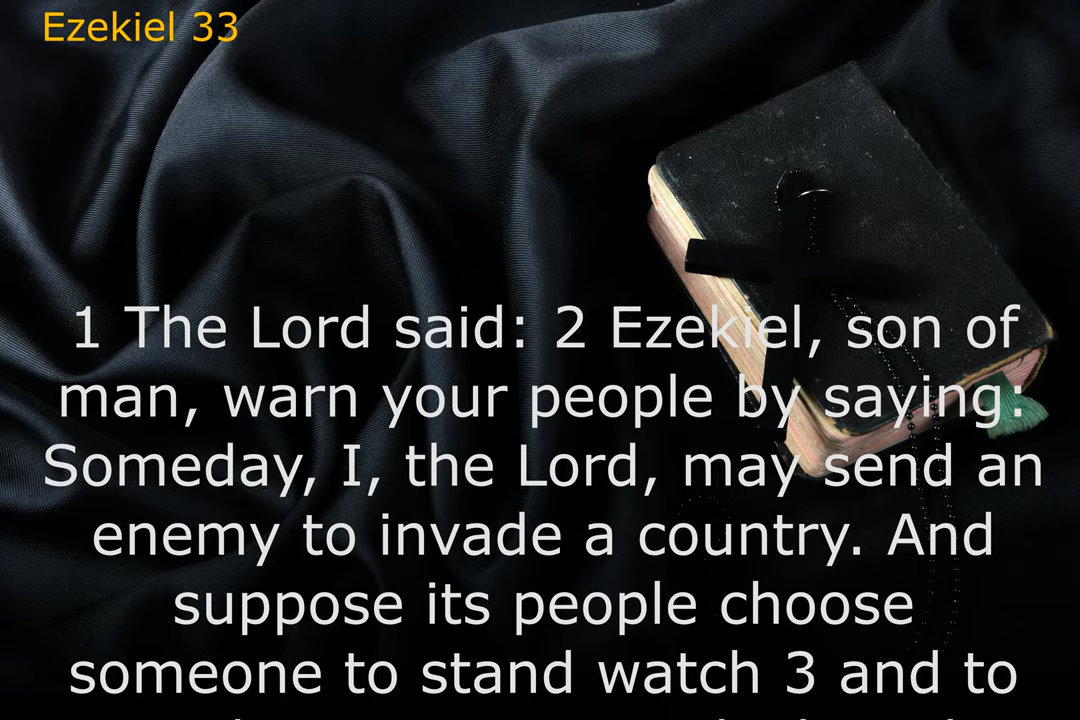 Ezekiel 33
1 The Lord said: 2 Ezekiel, son of
man, warn your people by saying:
Someday, I, the Lord, may send an
enemy to invade a country. And
suppose its people choose
someone to stand watch 3 and to